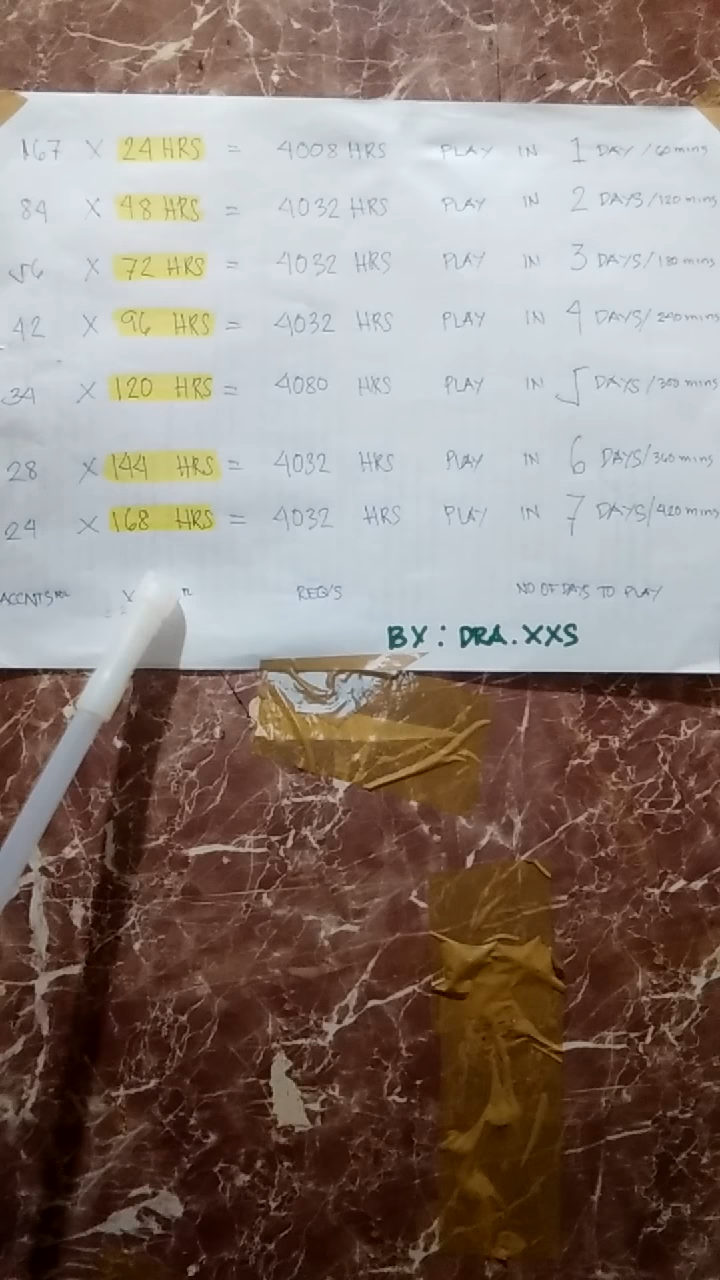 167 X 24 HRS = 4008 HRS PLAY IN 1 DAY/60 mins
84 X 48 HRS = 4032 HRS PLAY IN 2 DAYS/120 mins
56 X 72 HRS = 4032 HRS PLAY IN 3 DAYS/180 mins
42 X 96 HRS = 4032 HRS PLAY IN 4 DAYS/240 mins
34 X 120 HRS = 4080 HRS PLAY IN 5 DAYS/300 mins
28 X 144 HRS = 4032 HRS PLAY IN 6 DAYS/360 mins
24 X 168 HRS = 4032 HRS PLAY IN 7 DAYS/420 mins
X REG/S NO OF DAYS TO PLAY
BY: DRA.XXS